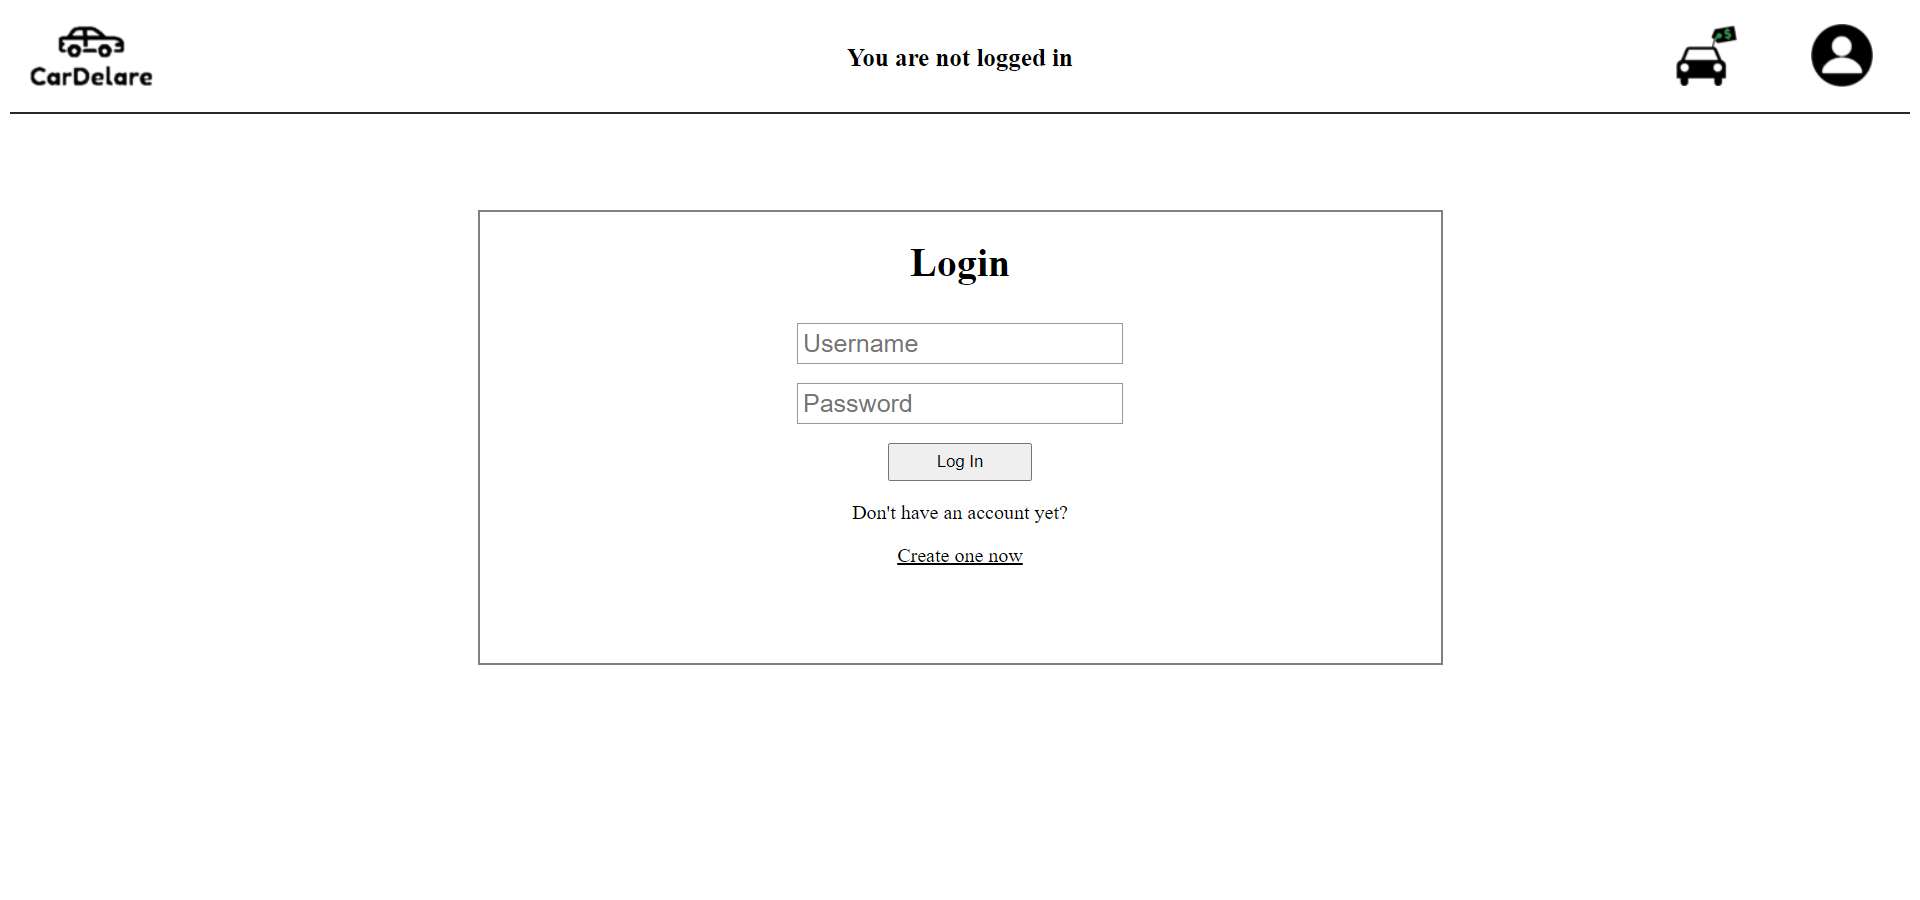 CarDelare
You are not logged in
$
Login
Username
Password
Log In
Don't have an account yet?
Create one now